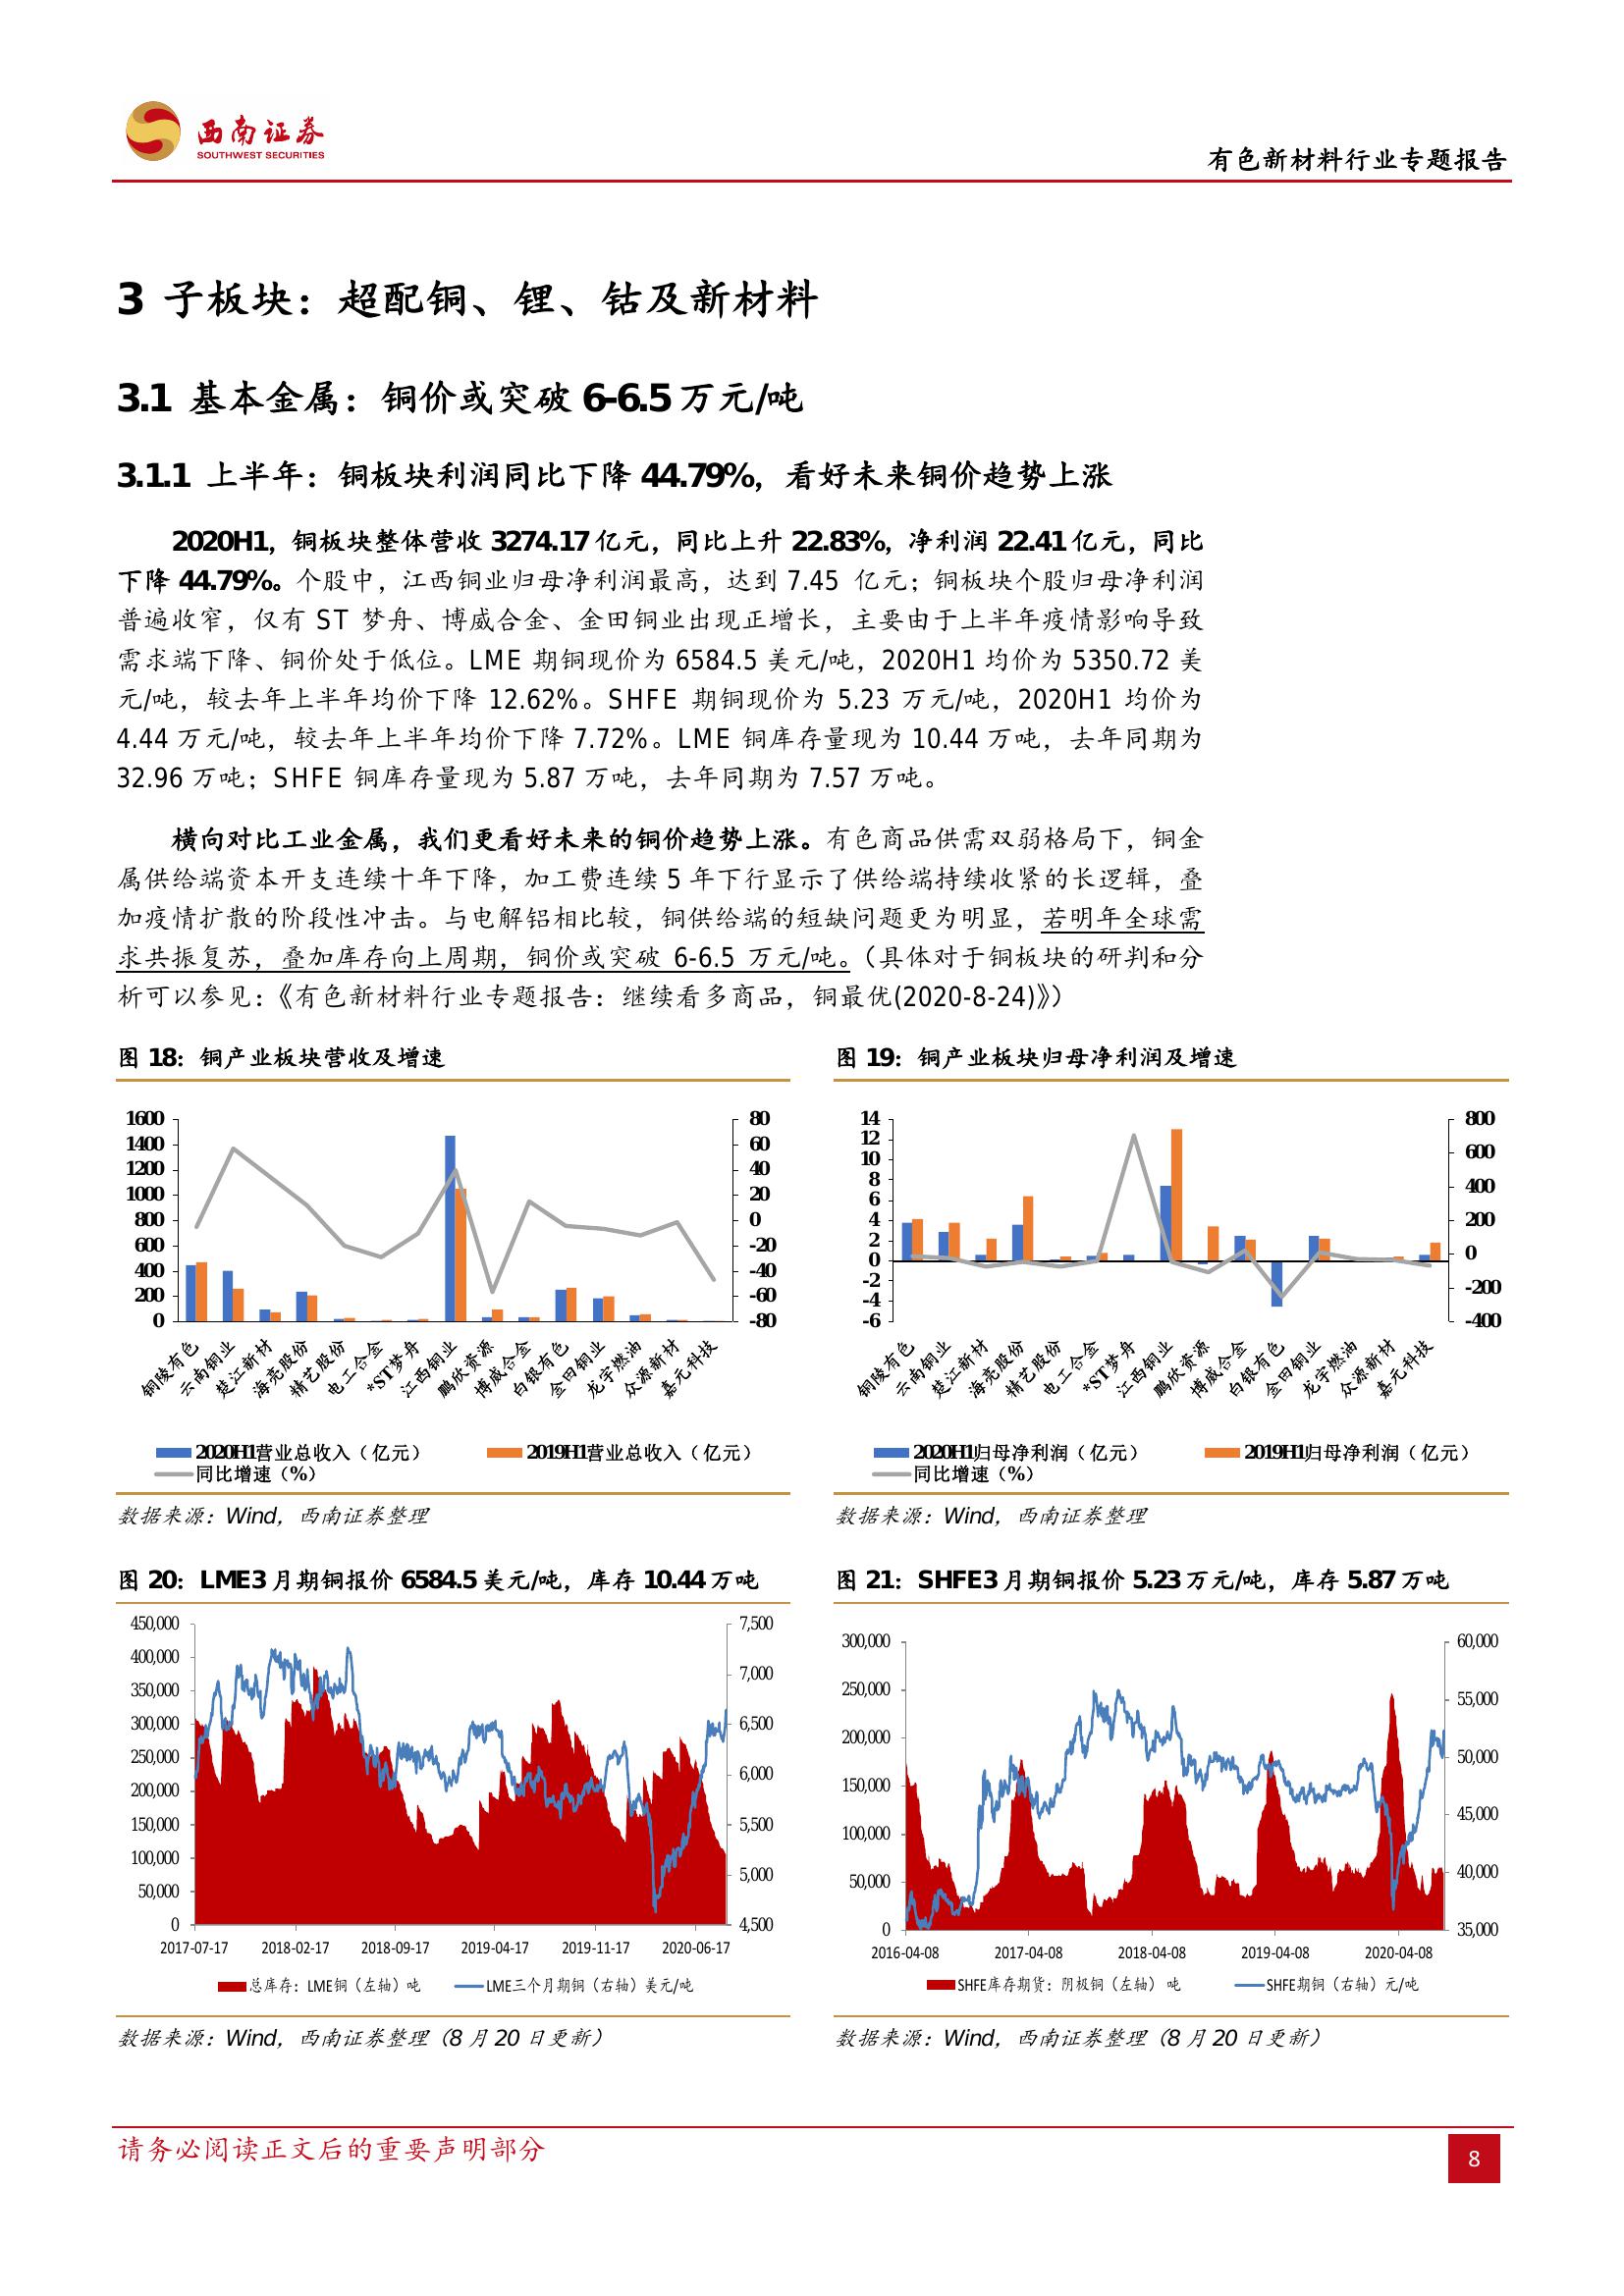 西南证券
SOUTHWEST SECURITIES
有色新材料行业专题报告
3 子板块：超配铜、锂、钴及新材料
3.1 基本金属：铜价或突破 6-6.5 万元/吨
3.1.1 上半年：铜板块利润同比下降 44.79%，看好未来铜价趋势上涨
2020H1，铜板块整体营收 3274.17 亿元，同比上升 22.83%，净利润 22.41 亿元，同比
下降 44.79%。个股中，江西铜业归母净利润最高，达到 7.45 亿元；铜板块个股归母净利润
普遍收窄，仅有 ST 梦舟、博威合金、金田铜业出现正增长，主要由于上半年疫情影响导致
需求端下降、铜价处于低位。LME 期铜现价为 6584.5 美元/吨，2020H1 均价为 5350.72 美
元/吨，较去年上半年均价下降 12.62%。SHFE 期铜现价为 5.23 万元/吨，2020H1 均价为
4.44 万元/吨，较去年上半年均价下降 7.72%。LME 铜库存量现为 10.44 万吨，去年同期为
32.96 万吨；SHFE 铜库存量现为 5.87 万吨，去年同期为 7.57 万吨。
横向对比工业金属，我们更看好未来的铜价趋势上涨。有色商品供需双弱格局下，铜金
属供给端资本开支连续十年下降，加工费连续 5 年下行显示了供给端持续收紧的长逻辑，叠
加疫情扩散的阶段性冲击。与电解铝相比较，铜供给端的短缺问题更为明显，若明年全球需
求共振复苏，叠加库存向上周期，铜价或突破 6-6.5 万元/吨。（具体对于铜板块的研判和分
析可以参见：《有色新材料行业专题报告：继续看多商品，铜最优(2020-8-24)》）
图 18：铜产业板块营收及增速
1600
1400
1200
1000
800
600
400
200
0
80
60
40
20
0
-20
-40
-60
-80
铜陵有色
云南铜业
楚江新材
海亮股份
精艺股份
电工合金
*ST梦舟
江西铜业
鹏欣资源
博威合金
白银有色
金田铜业
龙宇燃油
众源新材
嘉元科技
2020H1营业总收入（亿元）
2019H1营业总收入（亿元）
同比增速（%）
数据来源：Wind，西南证券整理
图 19：铜产业板块归母净利润及增速
14
12
10
8
6
4
2
0
-2
-4
-6
800
600
400
200
0
-200
-400
铜陵有色
云南铜业
楚江新材
海亮股份
精艺股份
电工合金
*ST梦舟
江西铜业
鹏欣资源
博威合金
白银有色
金田铜业
龙宇燃油
众源新材
嘉元科技
2020H1归母净利润（亿元）
2019H1归母净利润（亿元）
同比增速（%）
数据来源：Wind，西南证券整理
图 20：LME3 月期铜报价 6584.5 美元/吨，库存 10.44 万吨
450,000
400,000
350,000
300,000
250,000
200,000
150,000
100,000
50,000
0
7,500
7,000
6,500
6,000
5,500
5,000
4,500
2017-07-17 2018-02-17 2018-09-17 2019-04-17 2019-11-17 2020-06-17
总库存：LME铜（左轴）吨
LME三个月期铜（右轴）美元/吨
数据来源：Wind，西南证券整理（8 月 20 日更新）
图 21：SHFE3 月期铜报价 5.23 万元/吨，库存 5.87 万吨
300,000
250,000
200,000
150,000
100,000
50,000
0
60,000
55,000
50,000
45,000
40,000
35,000
2016-04-08 2017-04-08 2018-04-08 2019-04-08 2020-04-08
SHFE库存期货：阴极铜（左轴） 吨
SHFE期铜（右轴）元/吨
数据来源：Wind，西南证券整理（8 月 20 日更新）
请务必阅读正文后的重要声明部分
8